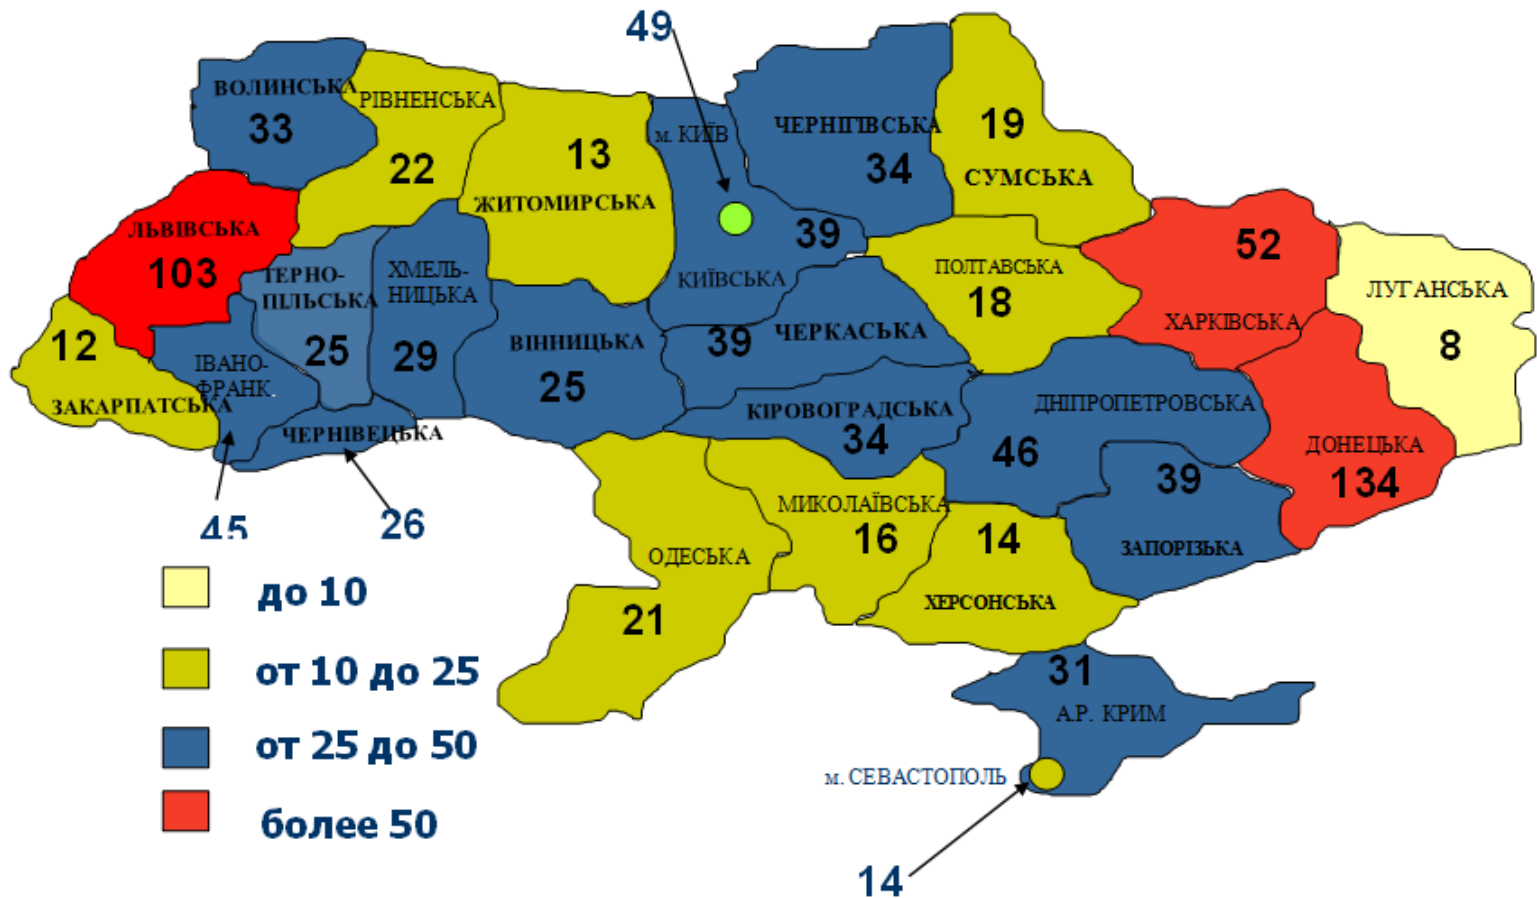 49
ВОЛИНСЬКА
33
РІВНЕНСЬКА
22
13
ЖИТОМИРСЬКА
м. КИЇВ
ЧЕРНІГІВСЬКА
34
19
СУМСЬКА
ЛЬВІВСЬКА
103
ТЕРНО-
ПІЛЬСЬКА
25
ХМЕЛЬ-
НИЦЬКА
29
39
КИЇВСЬКА
ПОЛТАВСЬКА
18
52
ХАРКІВСЬКА
ЛУГАНСЬКА
8
12
ЗАКАРПАТСЬКА
ІВАНО-
ФРАНК.
ВІННИЦЬКА
25
39
ЧЕРКАСЬКА
КІРОВОГРАДСЬКА
34
ДНІПРОПЕТРОВСЬКА
46
ДОНЕЦЬКА
134
ЧЕРНІВЕЦЬКА
45
26
39
ЗАПОРІЗЬКА
МИКОЛАЇВСЬКА
16
14
ХЕРСОНСЬКА
ОДЕСЬКА
21
31
А.Р. КРИМ
м. СЕВАСТОПОЛЬ
14
до 10
от 10 до 25
от 25 до 50
более 50